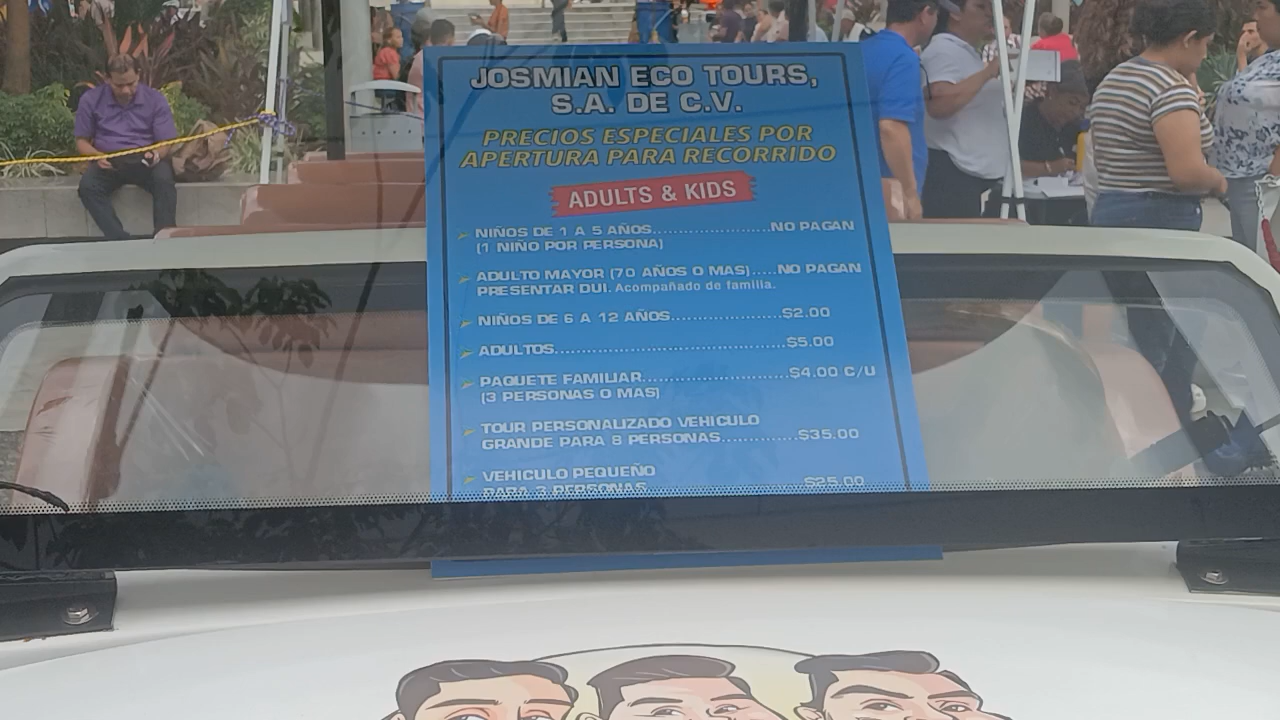 JOSMIAN ECO TOURS,
S.A. DE C.V.
PRECIOS ESPECIALES POR
APERTURA PARA RECORRIDO
ADULTS & KIDS
NIÑOS DE 1 A 5 AÑOS.......................NO PAGAN
(1 NIÑO POR PERSONA)
ADULTO MAYOR (70 AÑOS O MAS).....NO PAGAN
PRESENTAR DUI. Acompañado de familia.
NIÑOS DE 6 A 12 AÑOS.....................$2.00
ADULTOS............................................$5.00
PAQUETE FAMILIAR............................$4.00 C/U
(3 PERSONAS O MAS)
TOUR PERSONALIZADO VEHICULO
GRANDE PARA 8 PERSONAS..............$35.00
VEHICULO PEQUEÑO
PARA 3 PERSONAS $25.00